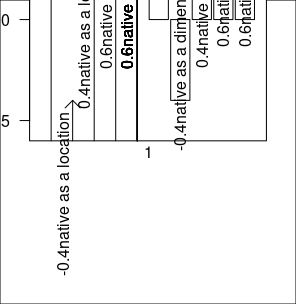 0
5
-0.4native as a location
0.4native as a lo
0.6native
0.6native
1
-0.4native as a dimen
0.4native
0.6nati
0.6nati